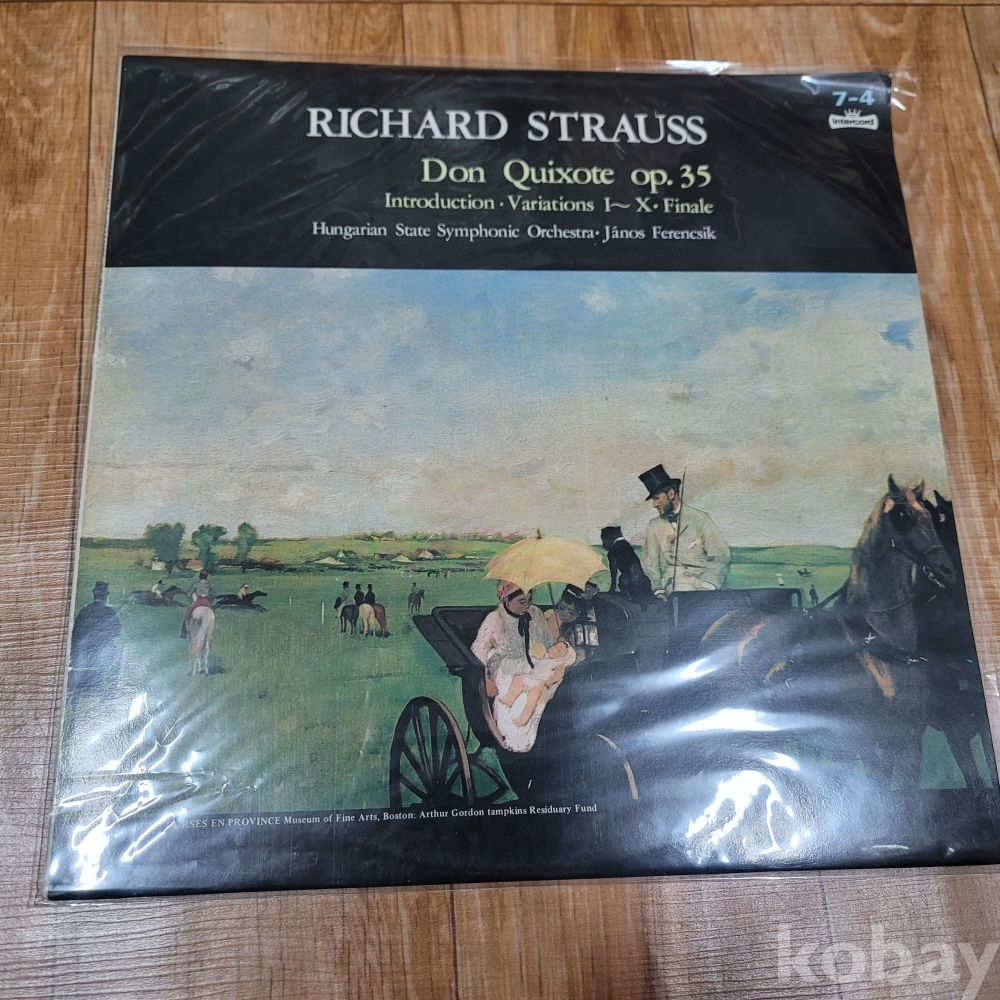 7-4
intercord
RICHARD STRAUSS
Don Quixote op. 35
Introduction · Variations I~ X · Finale
Hungarian State Symphonic Orchestra · János Ferencsik
EN PROVINCE Museum of Fine Arts, Boston: Arthur Gordon tampkins Residuary Fund
kobay